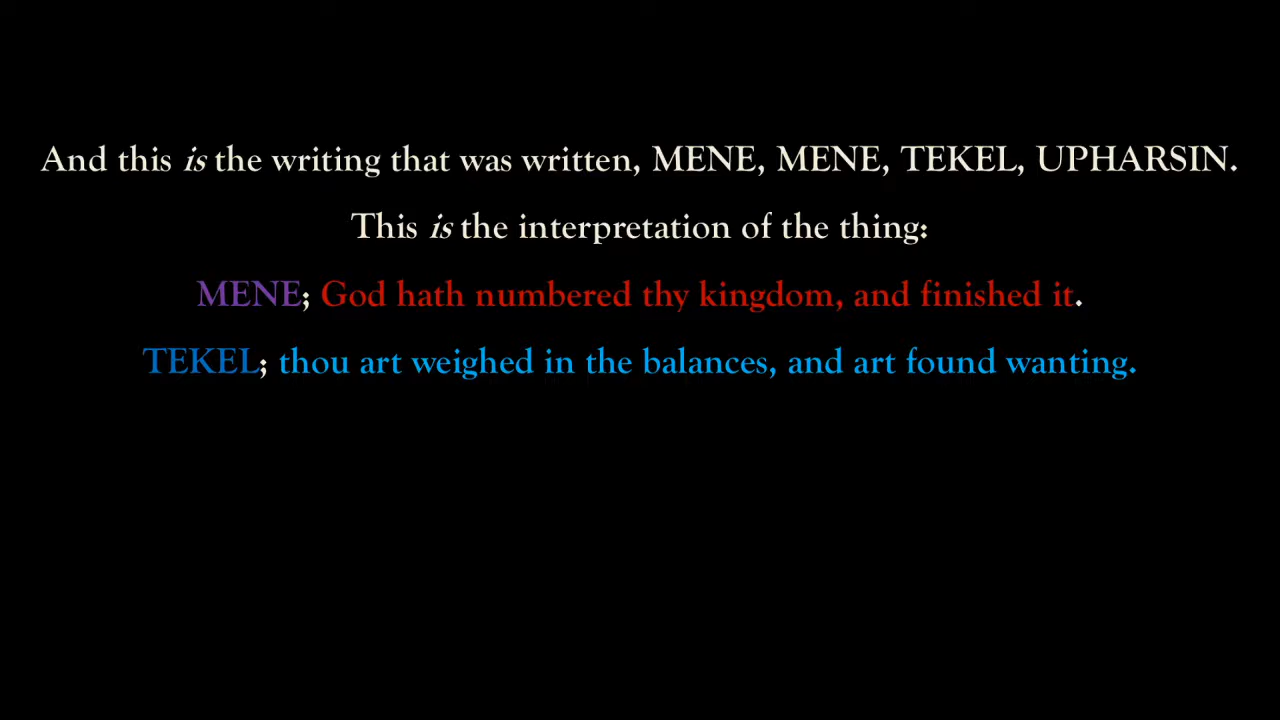 And this is the writing that was written, MENE, MENE, TEKEL, UPHARSIN.
This is the interpretation of the thing:
MENE; God hath numbered thy kingdom, and finished it.
TEKEL; thou art weighed in the balances, and art found wanting.